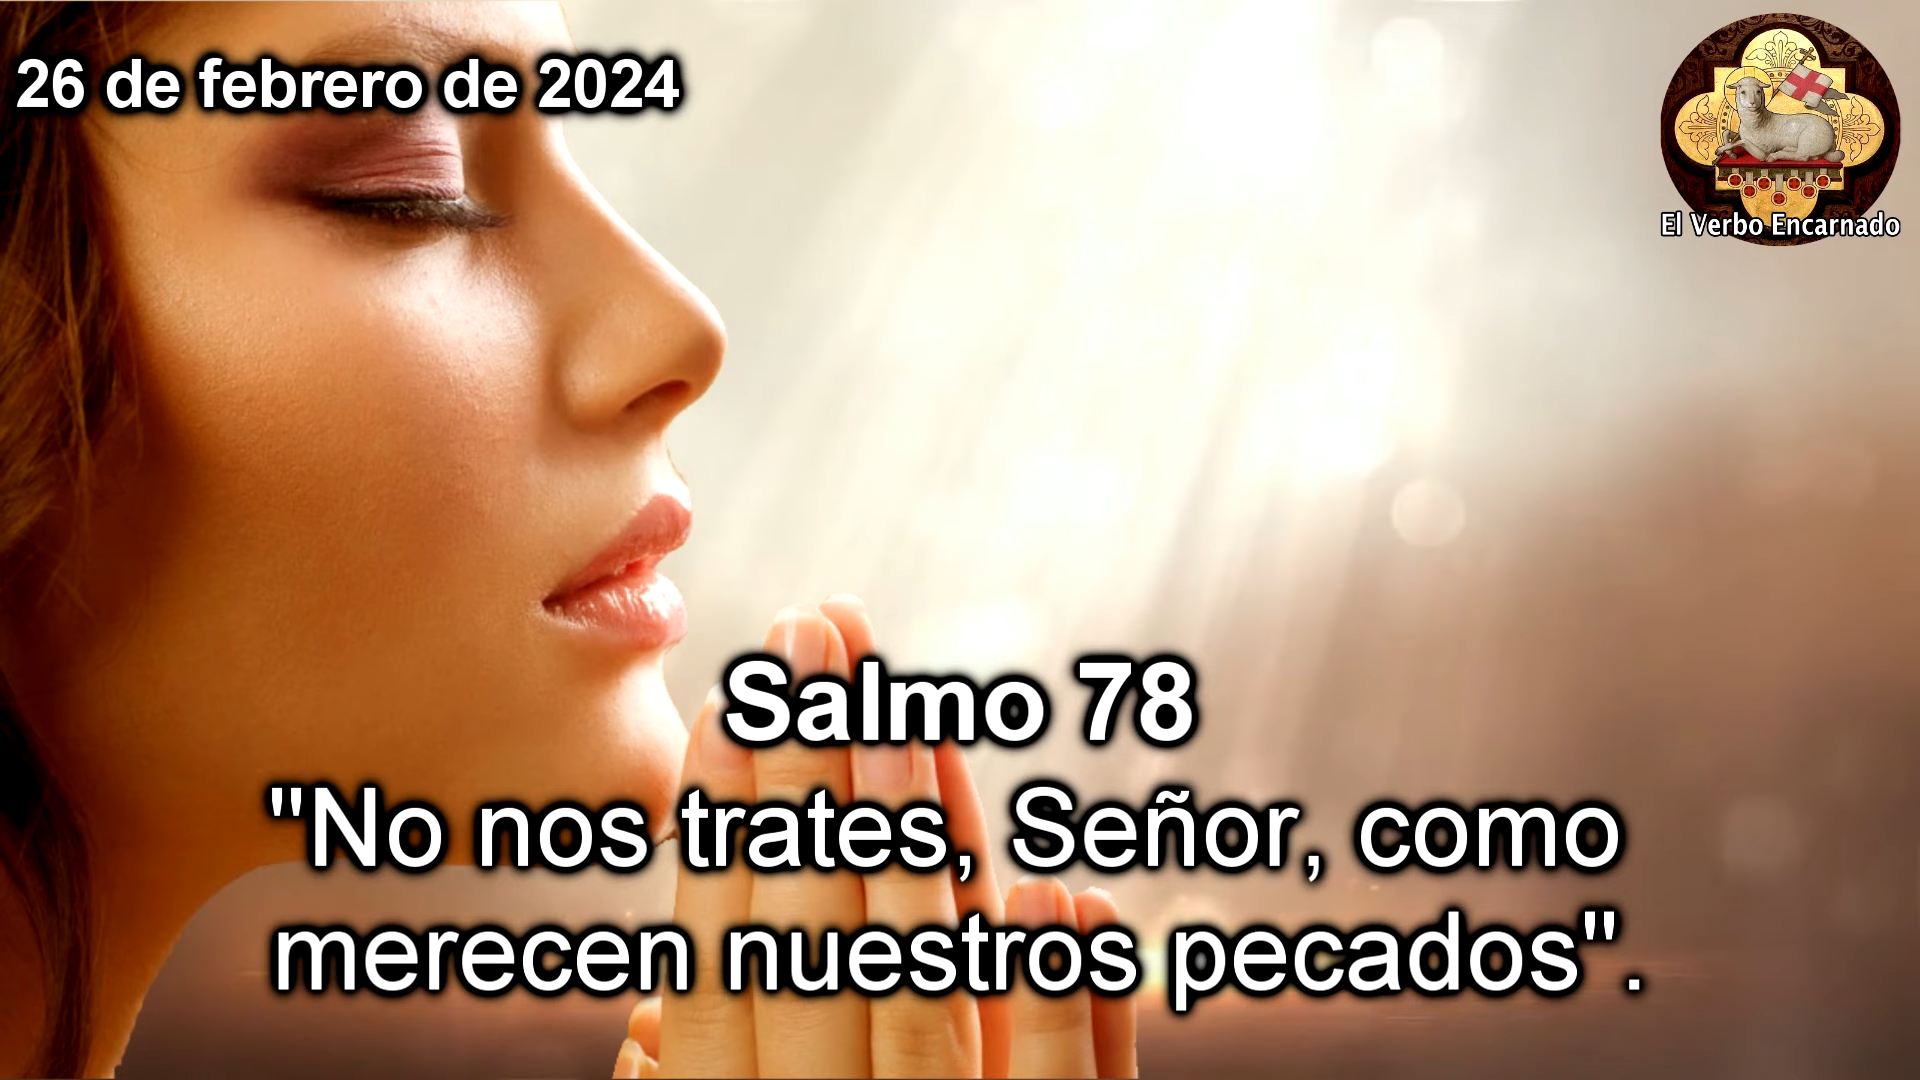 26 de febrero de 2024
El Verbo Encarnado
Salmo 78
"No nos trates, Señor, como
merecen nuestros pecados".